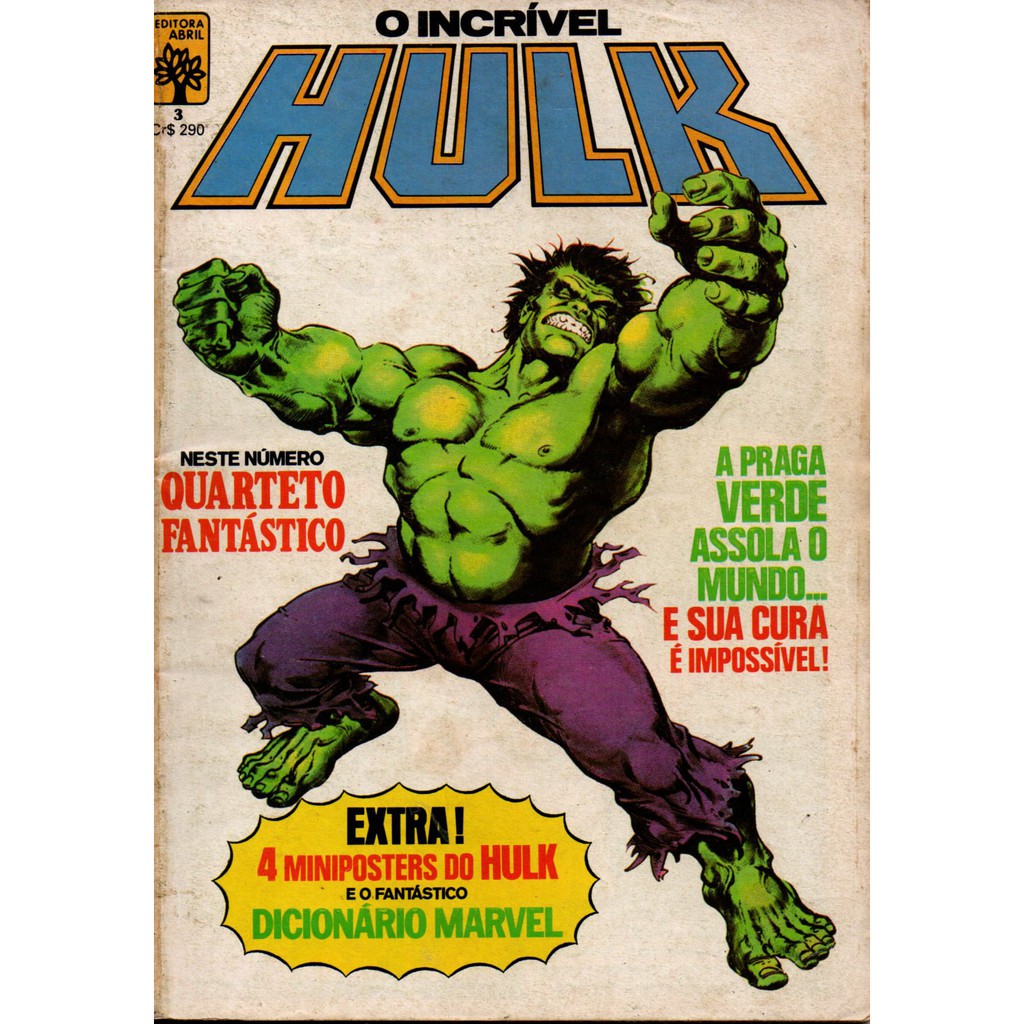 EDITORA
ABRIL
3
Cr$ 290
O INCRÍVEL
HULK
NESTE NÚMERO
QUARTETO
FANTÁSTICO
A PRAGA
VERDE
ASSOLA O
MUNDO...
E SUA CURA
É IMPOSSÍVEL!
EXTRA!
4 MINIPOSTERS DO HULK
E O FANTÁSTICO
DICIONÁRIO MARVEL